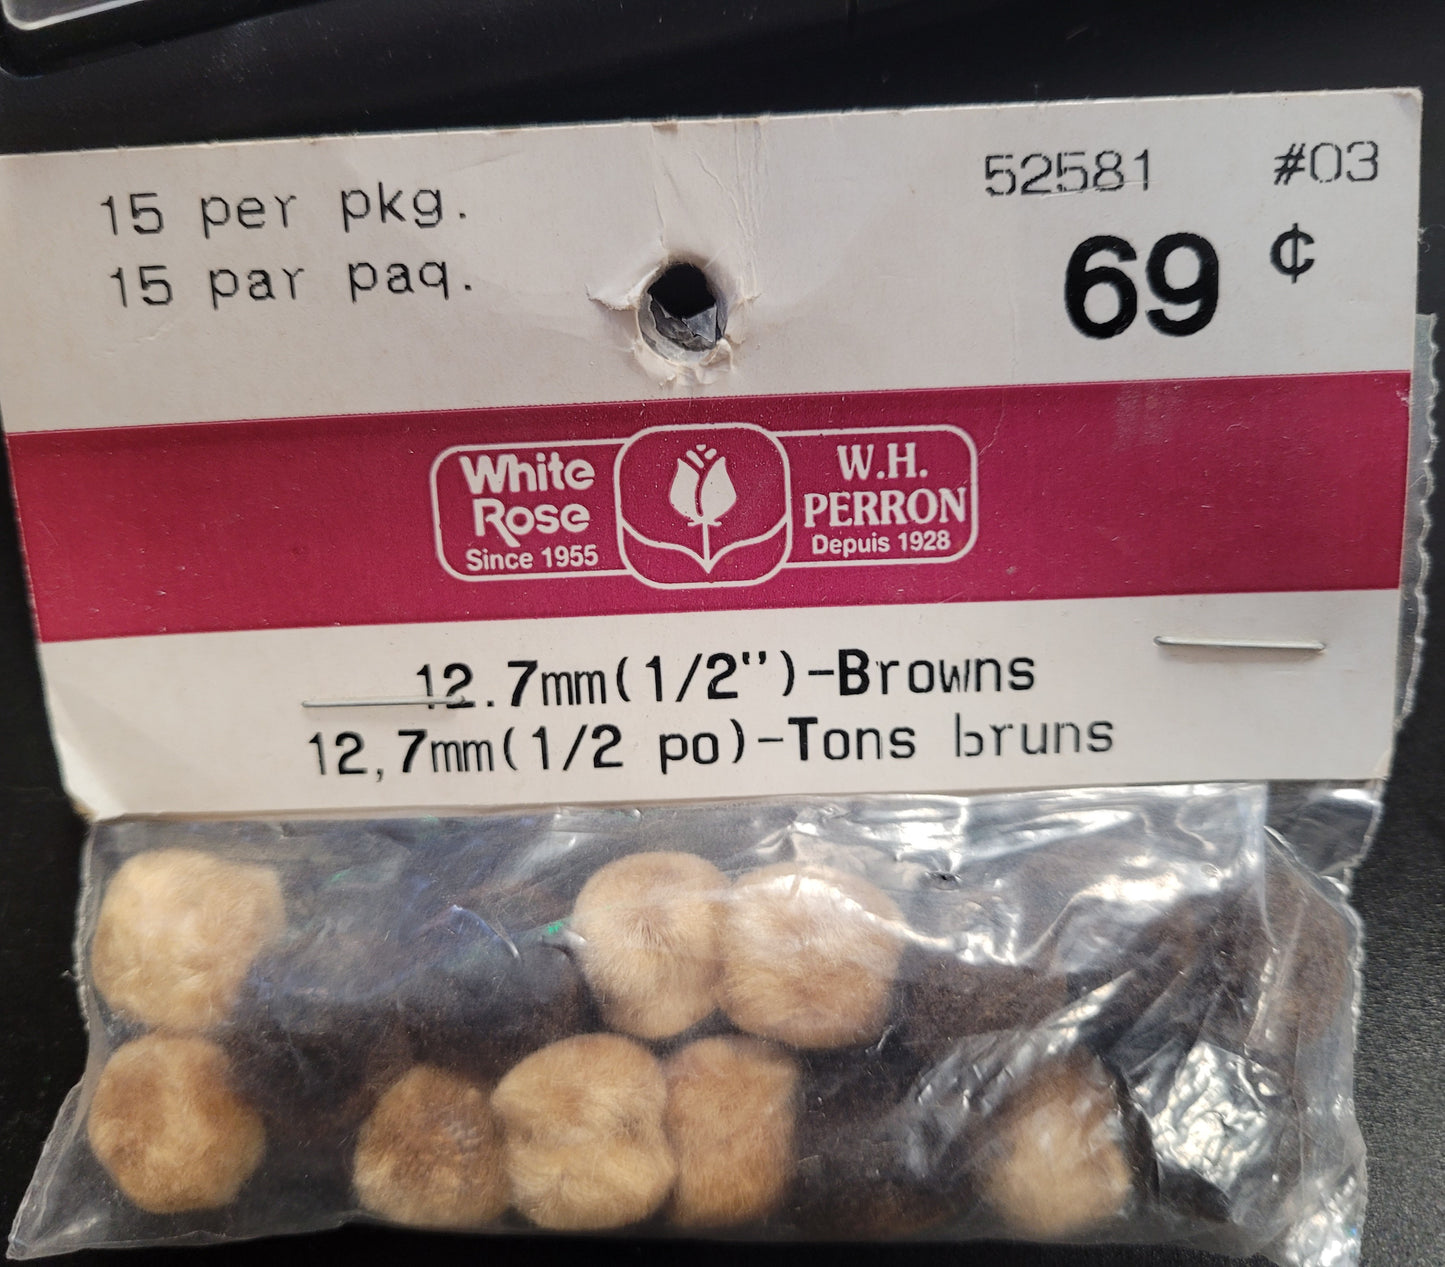 15 per pkg.
15 par paq.
52581 #03
69 ¢
White
Rose
Since 1955
W.H.
PERRON
Depuis 1928
12.7mm(1/2")-Browns
12,7mm(1/2 po)-Tons bruns